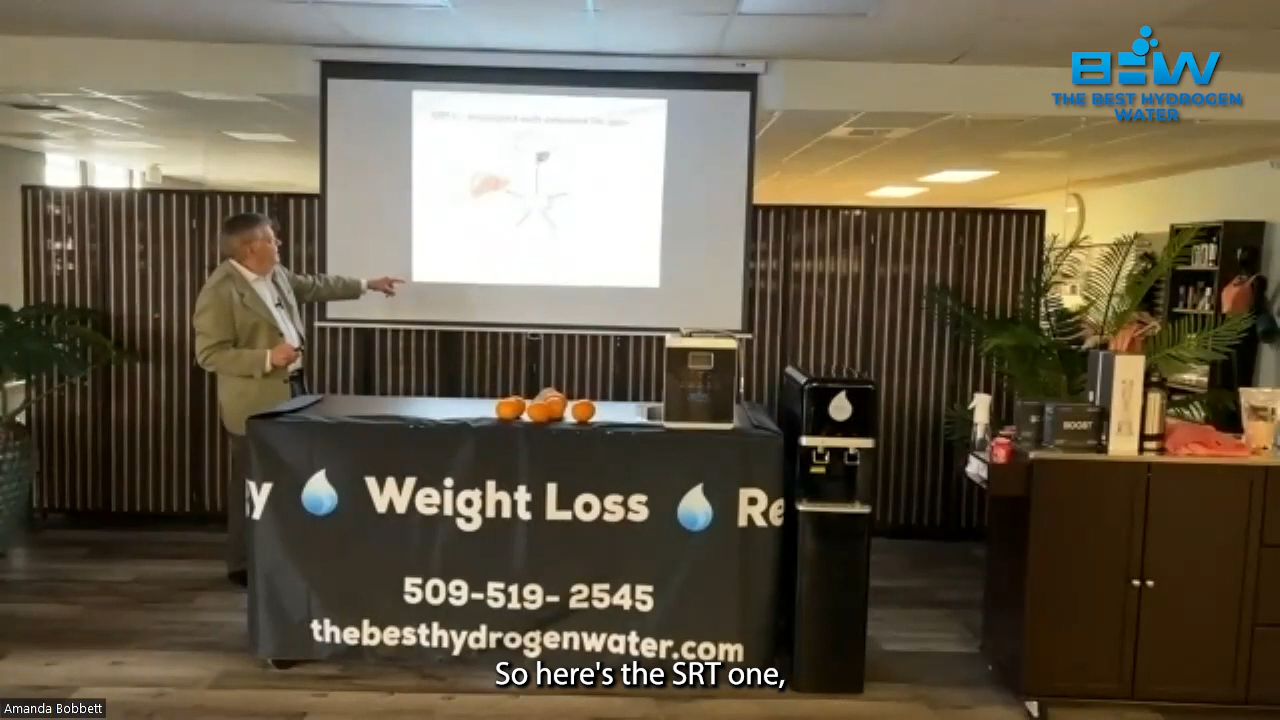 BHW
THE BEST HYDROGEN
WATER
BOOST
y Weight Loss Re
509-519- 2545
thebesthydrogenwater.com
So here's the SRT one,
Amanda Bobbett